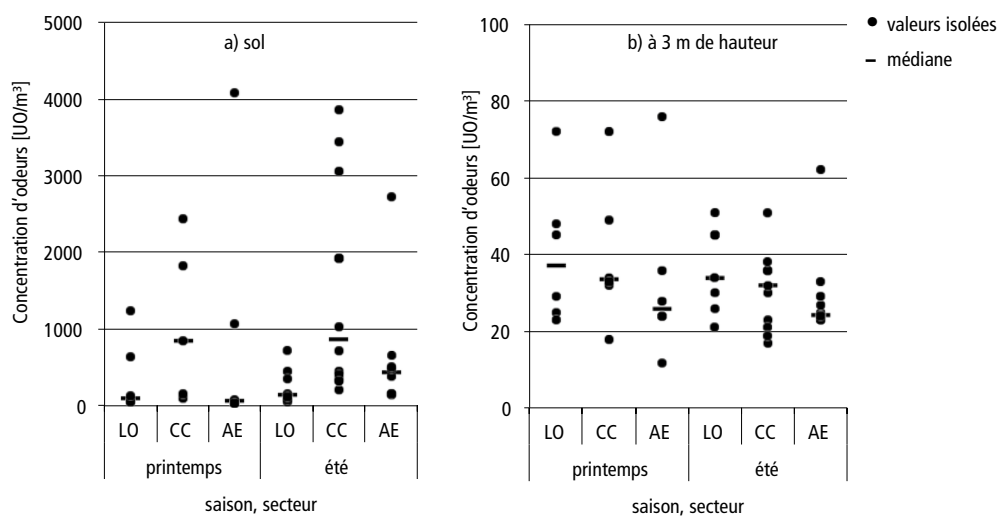 a) sol
Concentration d'odeurs [UO/m³]
5000
4000
3000
2000
1000
0
LO CC AE LO CC AE
printemps été
saison, secteur
b) à 3 m de hauteur
Concentration d'odeurs [UO/m³]
100
80
60
40
20
0
LO CC AE LO CC AE
printemps été
saison, secteur
valeurs isolées
médiane